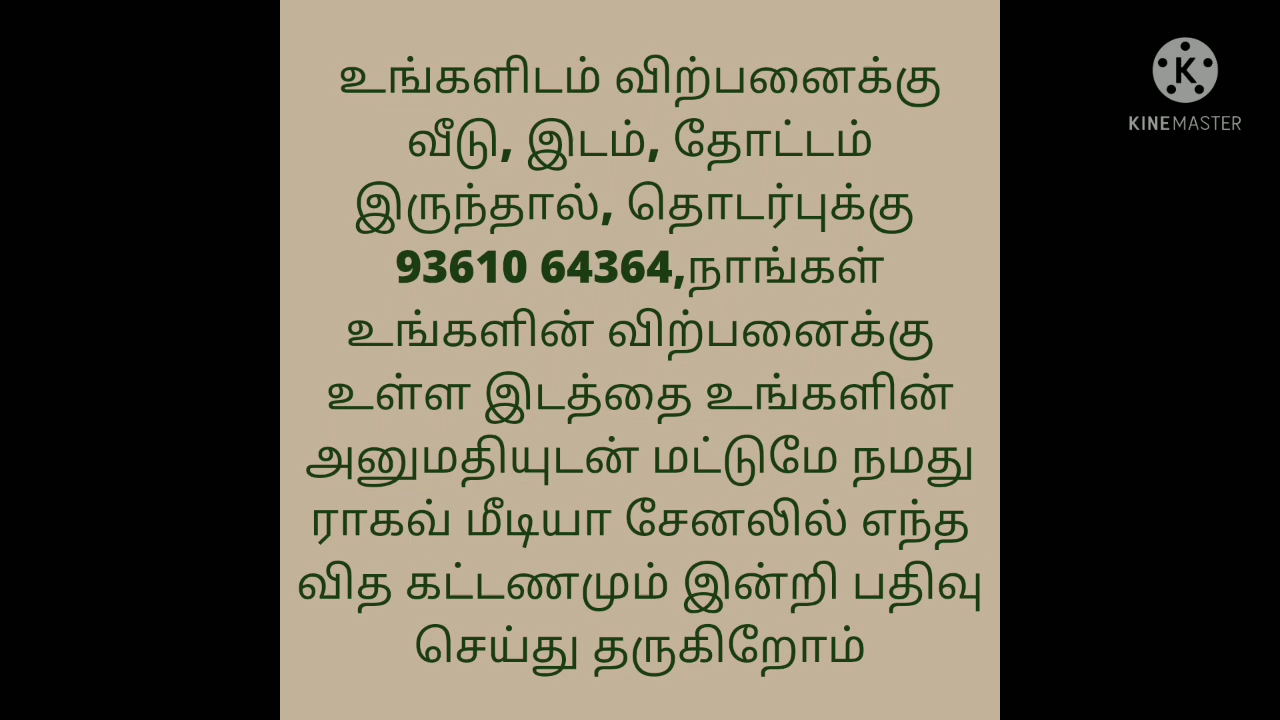 உங்களிடம் விற்பனைக்கு
வீடு, இடம், தோட்டம்
இருந்தால், தொடர்புக்கு
93610 64364,நாங்கள்
உங்களின் விற்பனைக்கு
உள்ள இடத்தை உங்களின்
அனுமதியுடன் மட்டுமே நமது
ராகவ் மீடியா சேனலில் எந்த
வித கட்டணமும் இன்றி பதிவு
செய்து தருகிறோம்
K
KINEMASTER